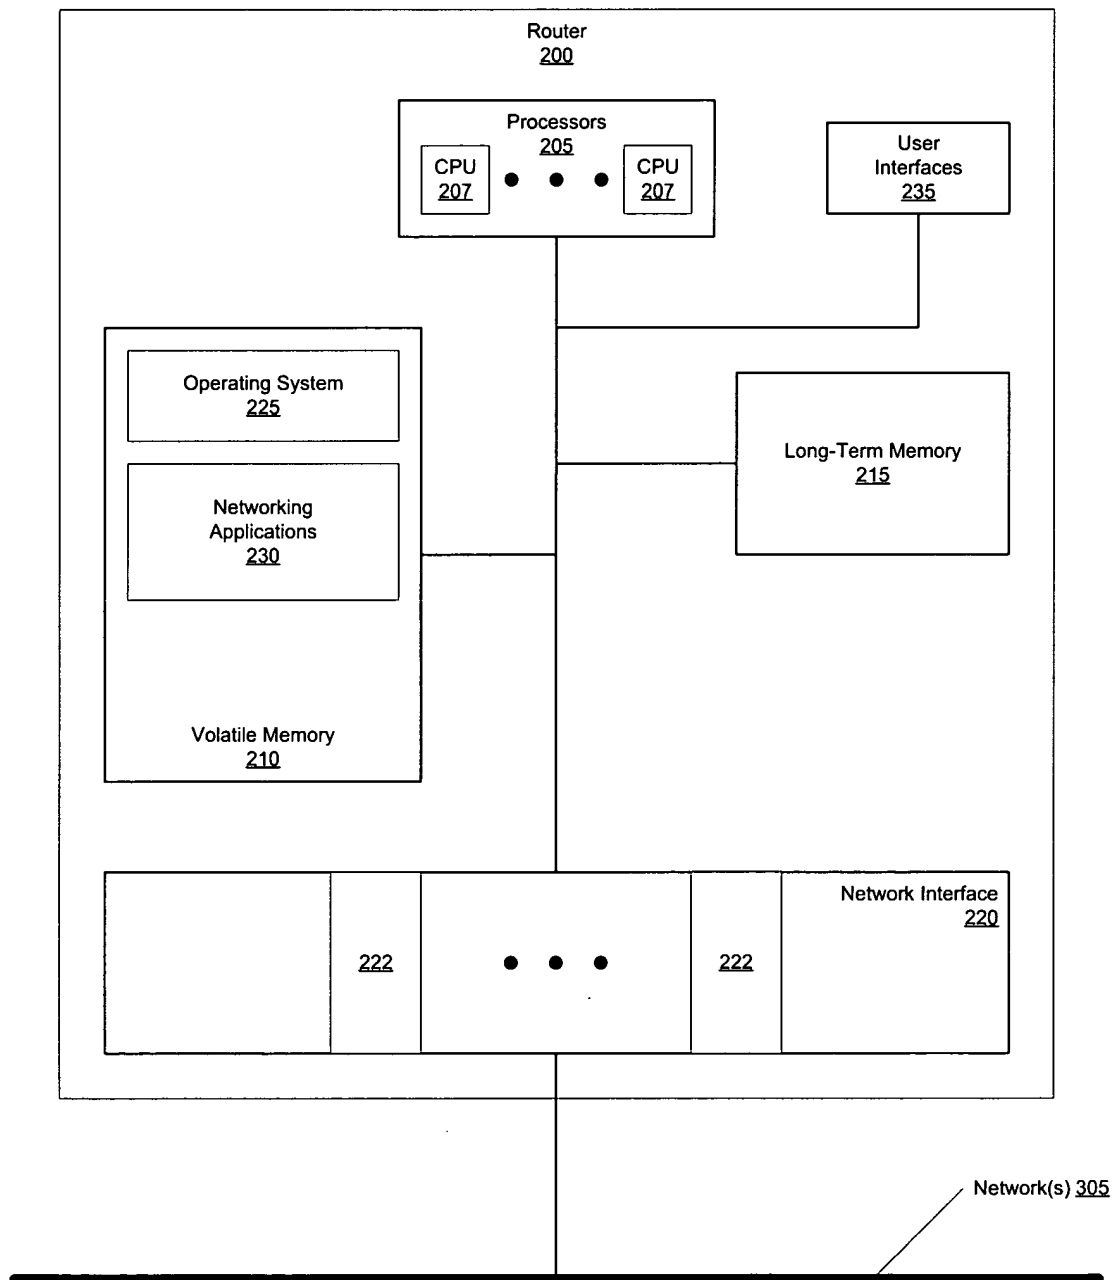 Router
200
Processors
205
CPU
207
CPU
207
User
Interfaces
235
Operating System
225
Networking
Applications
230
Volatile Memory
210
Long-Term Memory
215
Network Interface
220
222
222
Network(s) 305